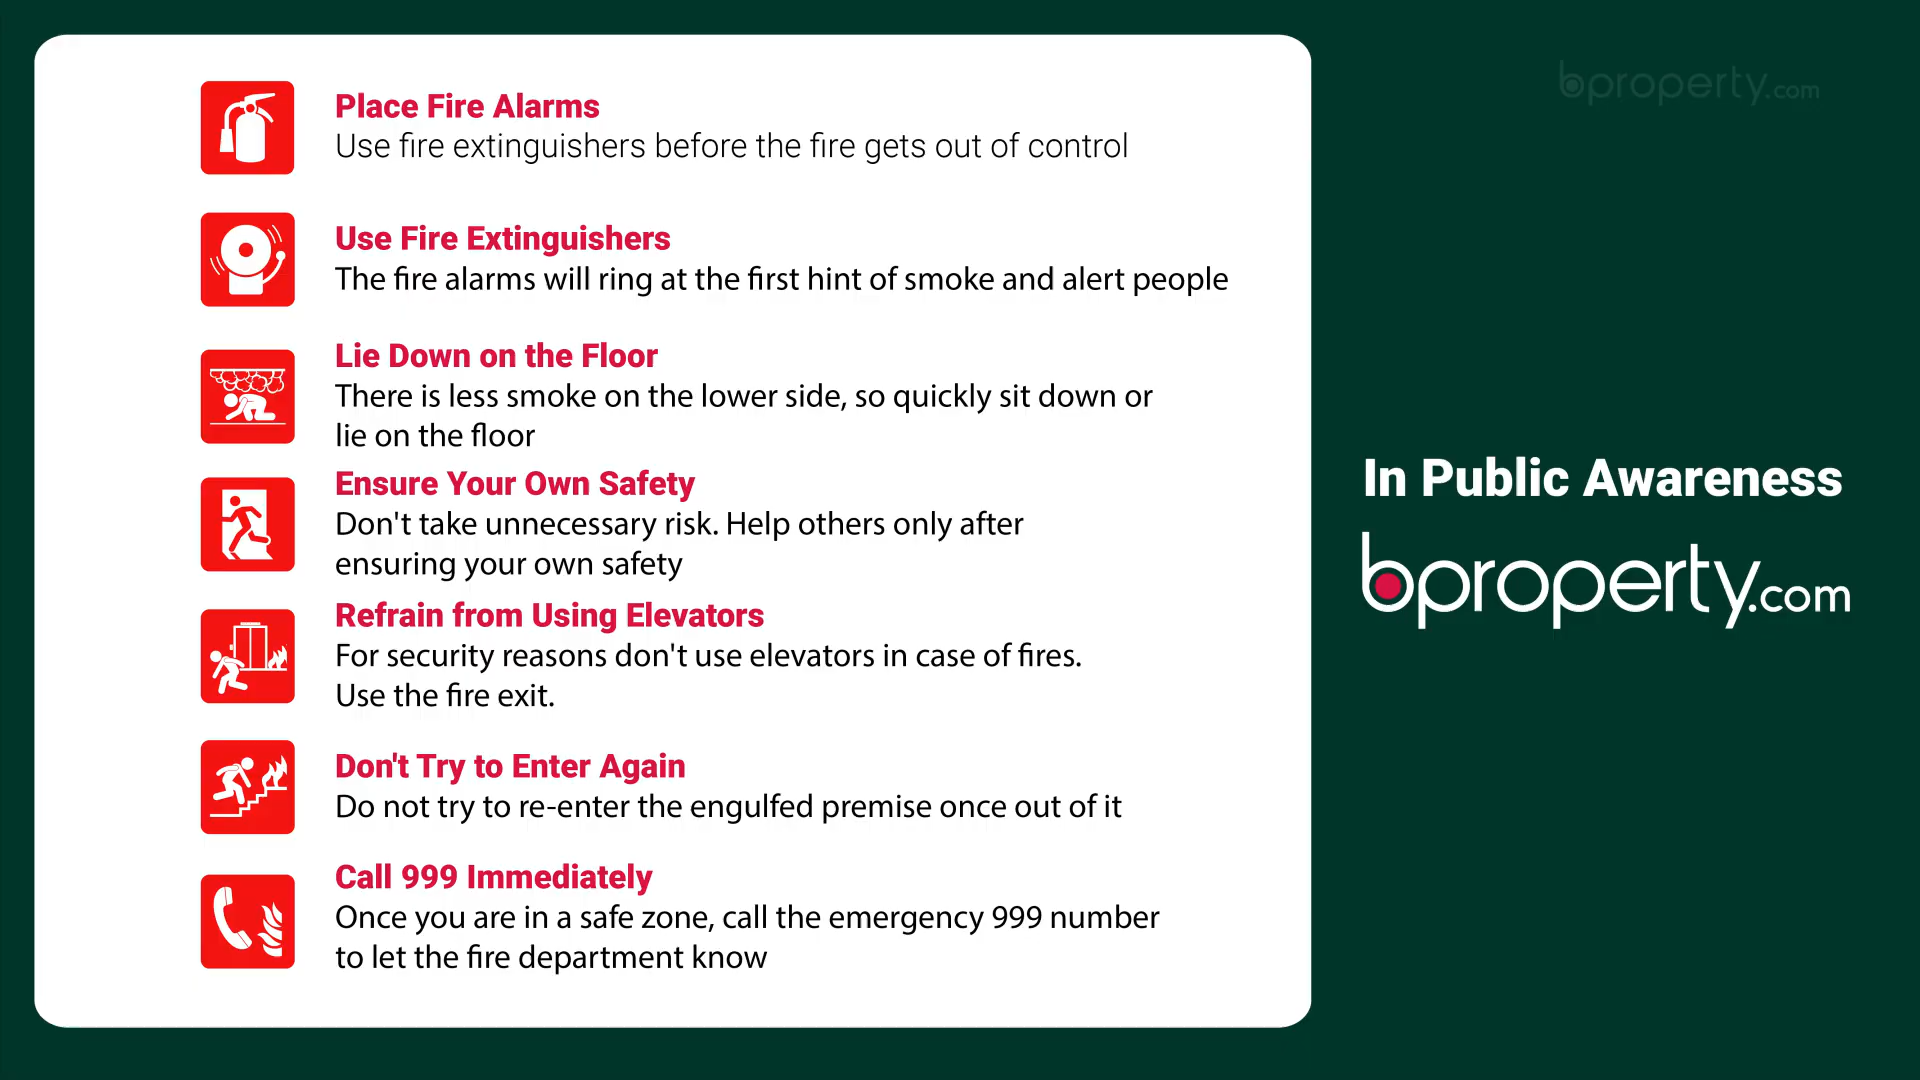 Place Fire Alarms
Use fire extinguishers before the fire gets out of control
Use Fire Extinguishers
The fire alarms will ring at the first hint of smoke and alert people
Lie Down on the Floor
There is less smoke on the lower side, so quickly sit down or
lie on the floor
Ensure Your Own Safety
Don't take unnecessary risk. Help others only after
ensuring your own safety
Refrain from Using Elevators
For security reasons don't use elevators in case of fires.
Use the fire exit.
Don't Try to Enter Again
Do not try to re-enter the engulfed premise once out of it
Call 999 Immediately
Once you are in a safe zone, call the emergency 999 number
to let the fire department know
bproperty.com
In Public Awareness
bproperty.com